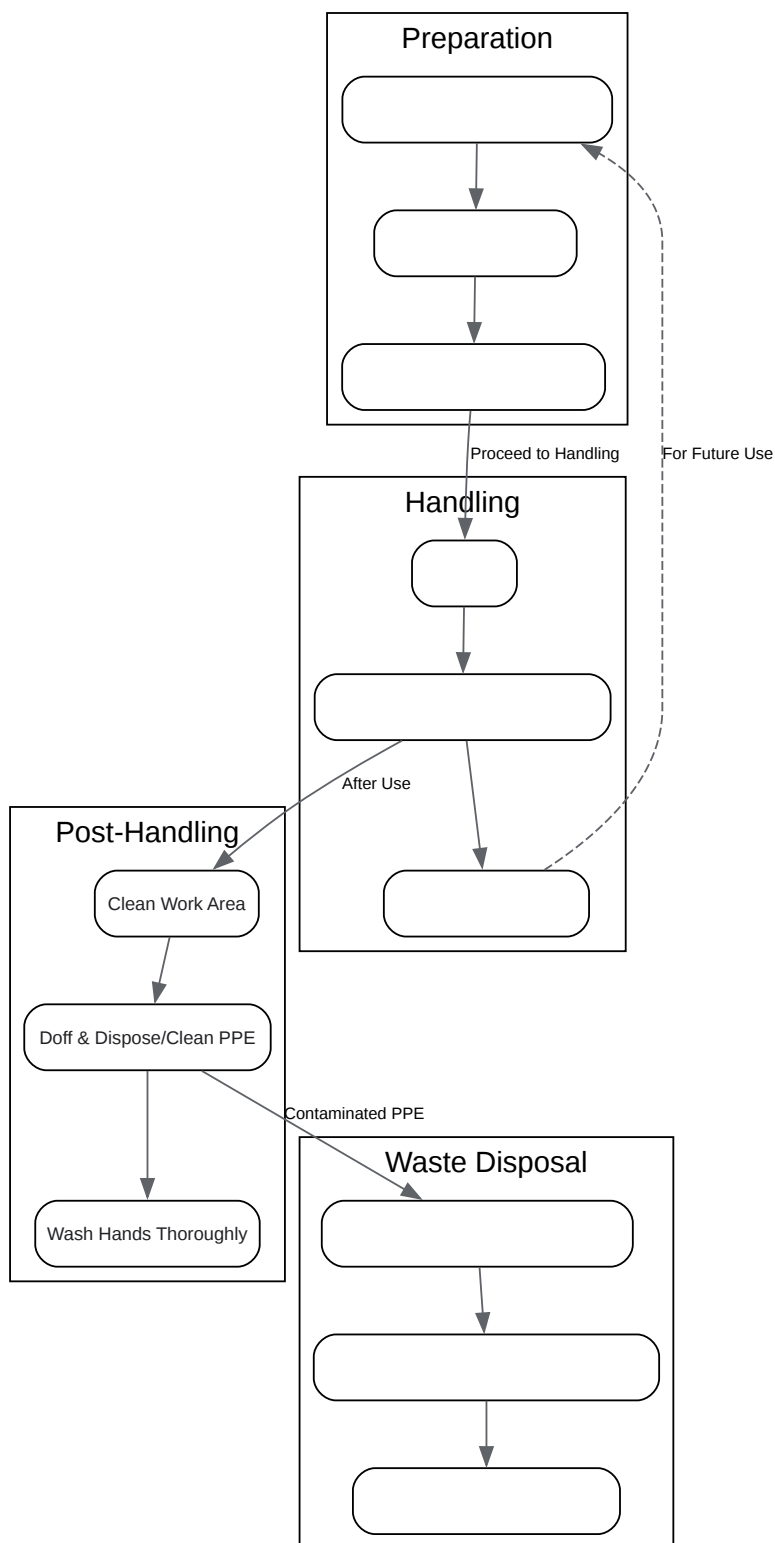 Preparation
Proceed to Handling
For Future Use
Handling
After Use
Post-Handling
Clean Work Area
Doff & Dispose/Clean PPE
Contaminated PPE
Waste Disposal
Wash Hands Thoroughly